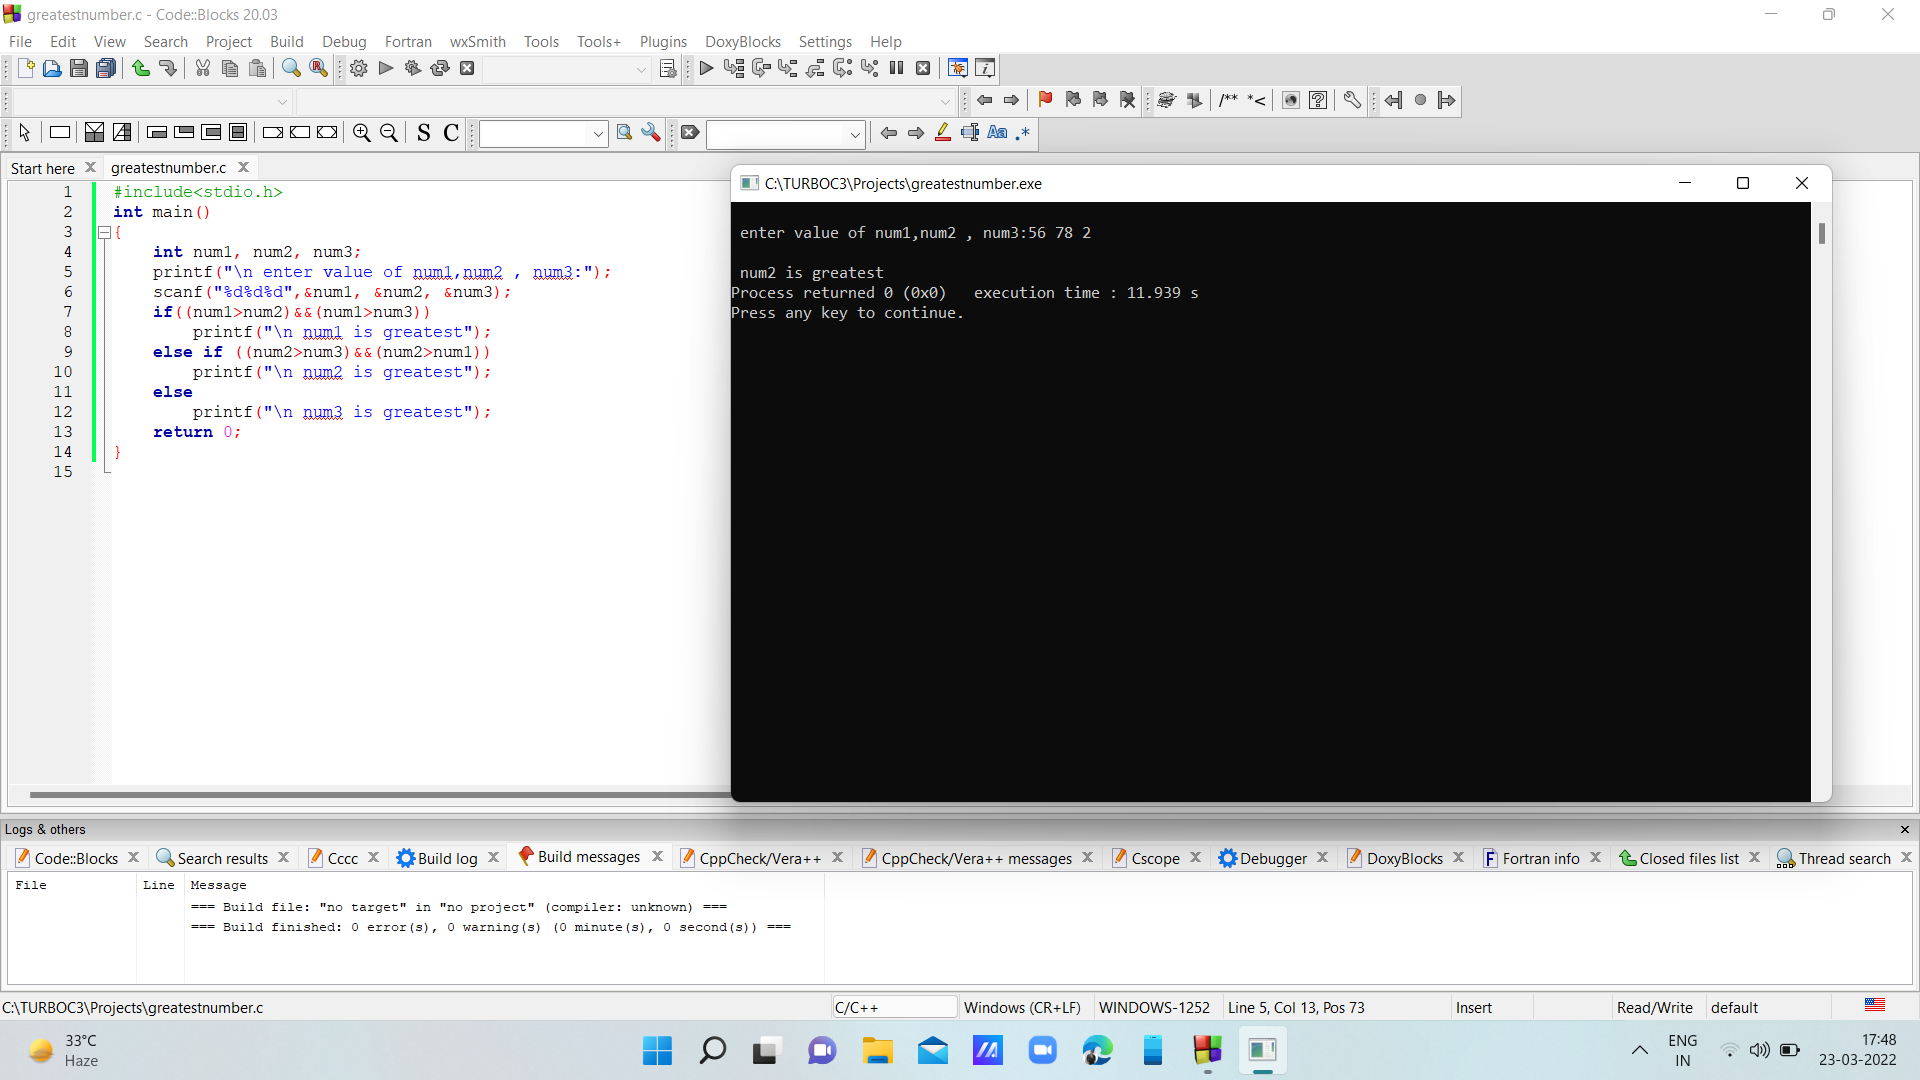 greatestnumber.c - Code::Blocks 20.03
File Edit View Search Project Build Debug Fortran wxSmith Tools Tools+ Plugins DoxyBlocks Settings Help
/** *<
S C Aa .*
Start here greatestnumber.c
1 #include<stdio.h>
2 int main()
3 {
4 int num1, num2, num3;
5 printf("\n enter value of num1,num2 , num3:");
6 scanf("%d%d%d",&num1, &num2, &num3);
7 if((num1>num2)&&(num1>num3))
8 printf("\n num1 is greatest");
9 else if ((num2>num3)&&(num2>num1))
10 printf("\n num2 is greatest");
11 else
12 printf("\n num3 is greatest");
13 return 0;
14 }
15
C:\TURBOC3\Projects\greatestnumber.exe
enter value of num1,num2 , num3:56 78 2
num2 is greatest
Process returned 0 (0x0)   execution time : 11.939 s
Press any key to continue.
Logs & others
Code::Blocks Search results Cccc Build log Build messages CppCheck/Vera++ CppCheck/Vera++ messages Cscope Debugger DoxyBlocks Fortran info Closed files list Thread search
File Line Message
=== Build file: "no target" in "no project" (compiler: unknown) ===
=== Build finished: 0 error(s), 0 warning(s) (0 minute(s), 0 second(s)) ===
C:\TURBOC3\Projects\greatestnumber.c C/C++ Windows (CR+LF) WINDOWS-1252 Line 5, Col 13, Pos 73 Insert Read/Write default
33°C
Haze
ENG
IN
17:48
23-03-2022